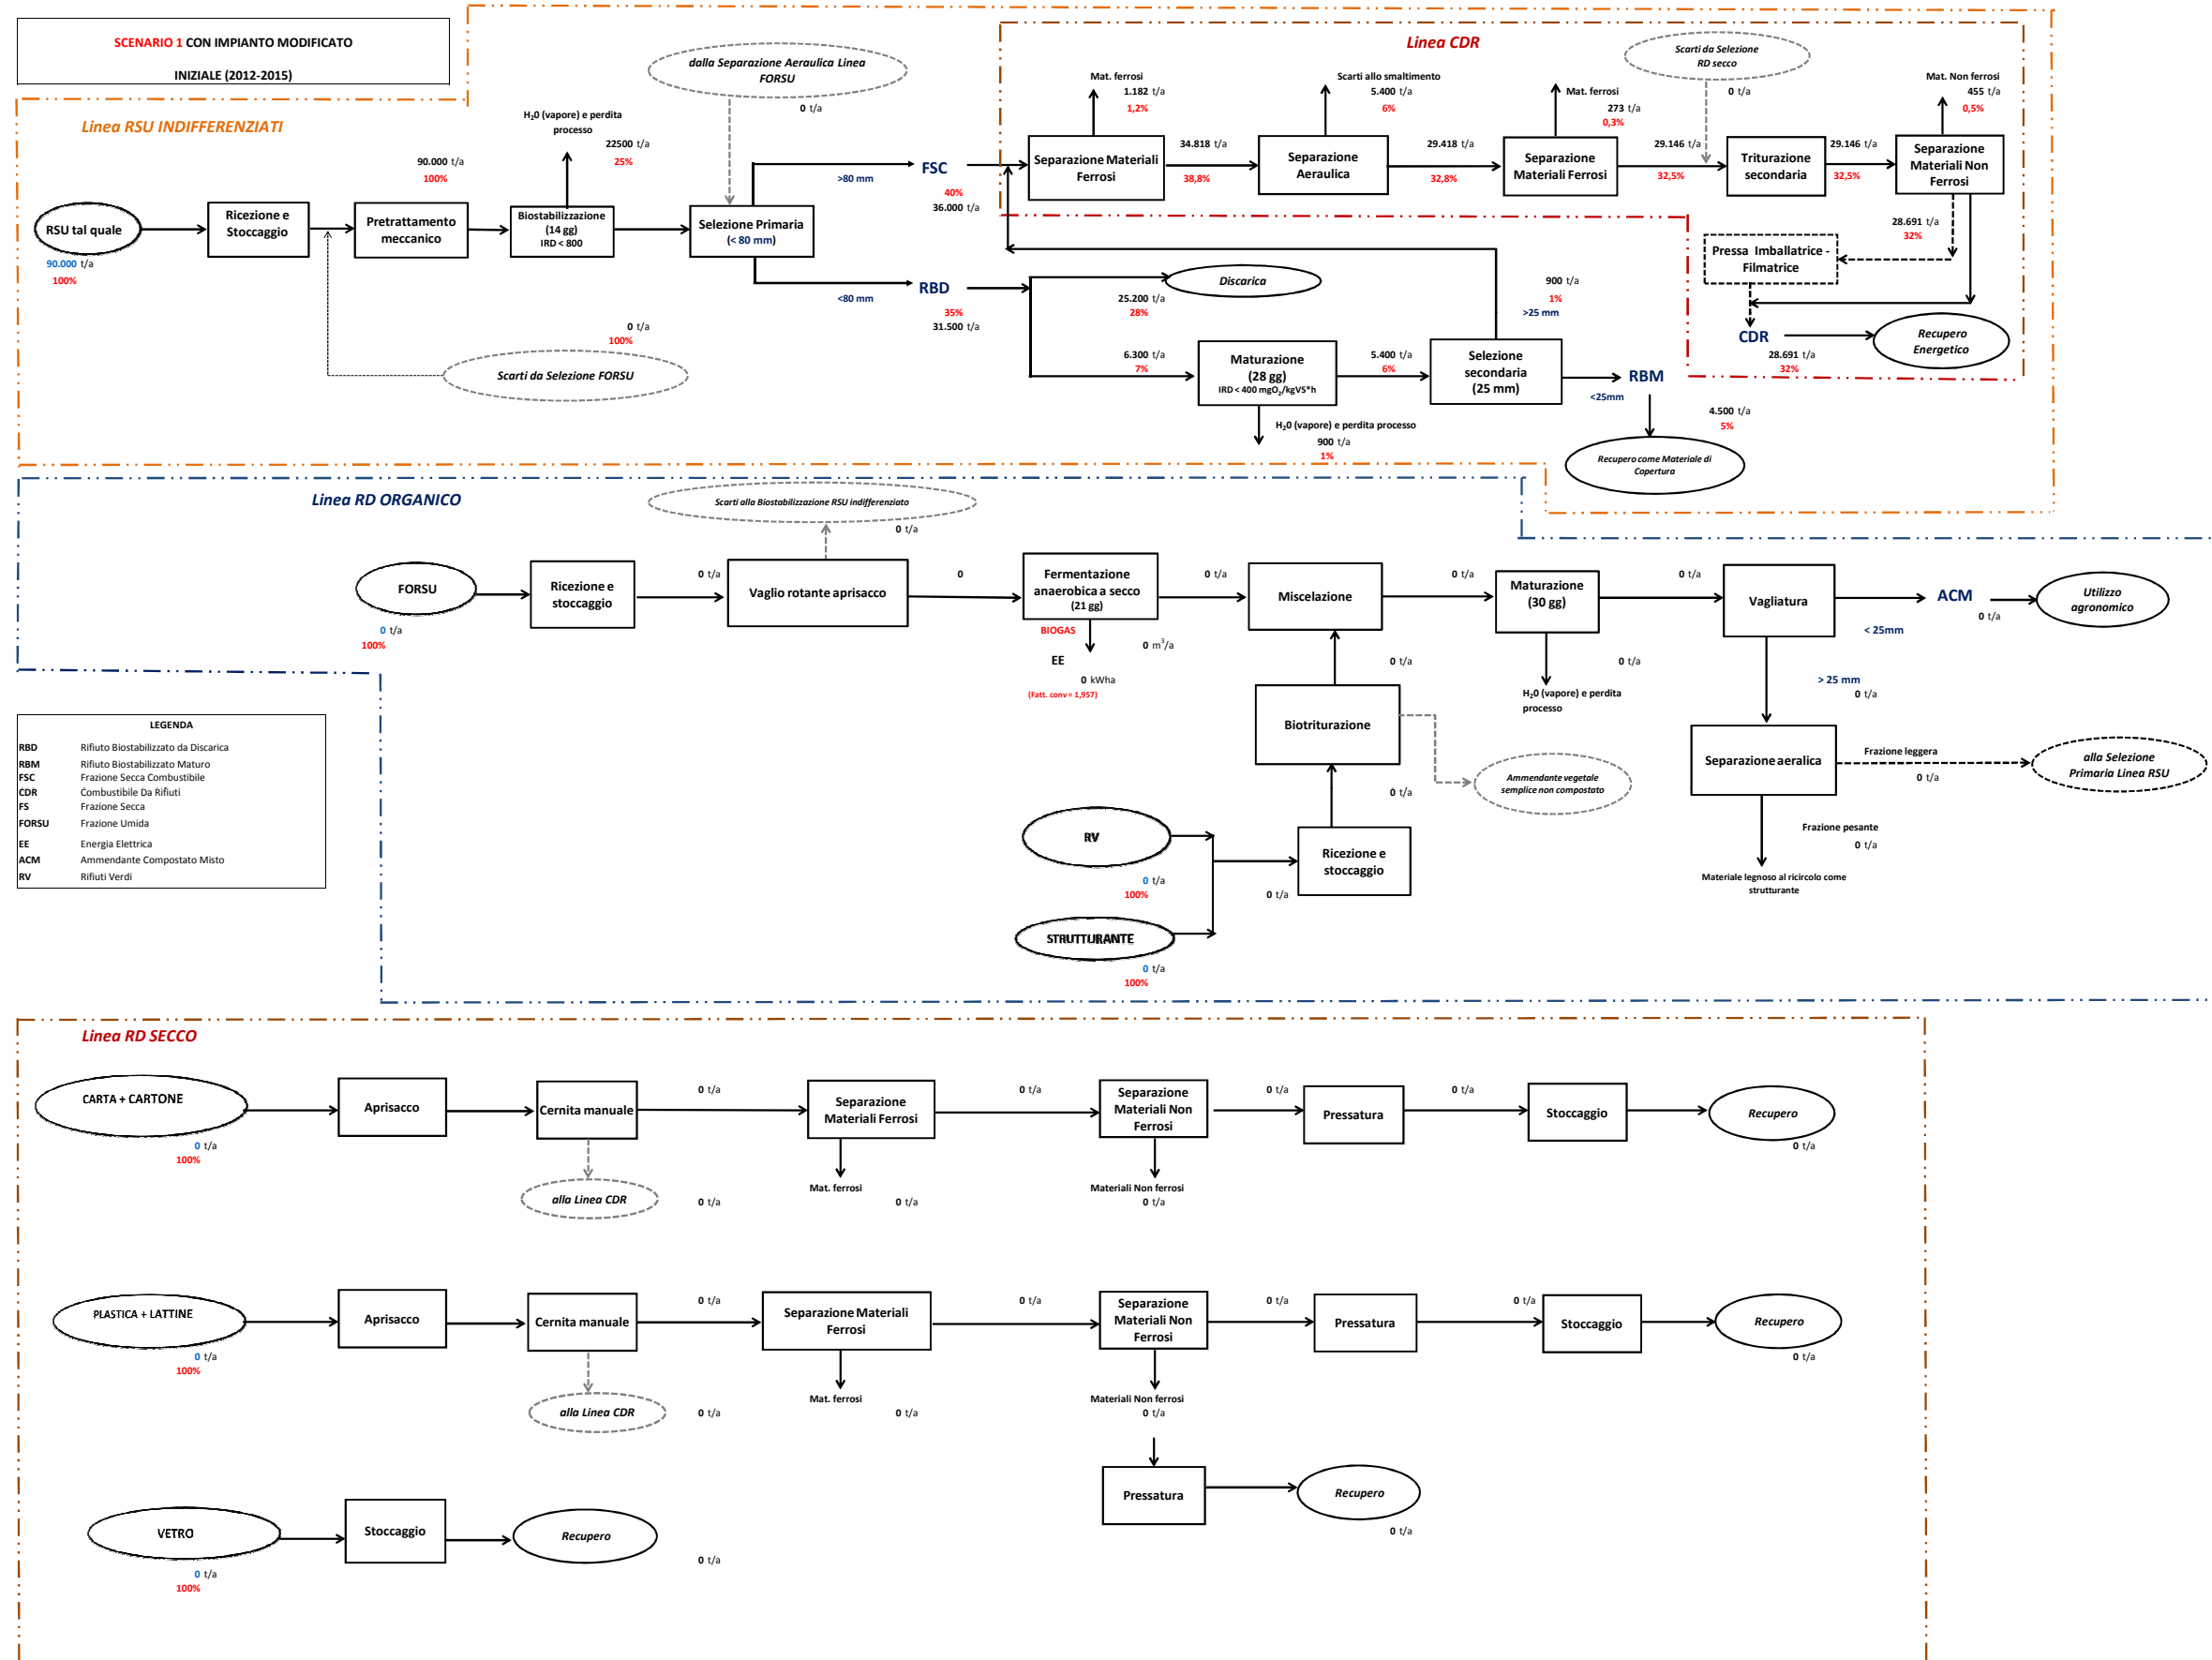 SCENARIO 1 CON IMPIANTO MODIFICATO
INIZIALE (2012-2015)
Linea RSU INDIFFERENZIATI
RSU tal quale
90.000 t/a
100%
Ricezione e
Stoccaggio
Pretrattamento
meccanico
90.000 t/a
100%
0 t/a
100%
Scarti da Selezione FORSU
H20 (vapore) e perdita
processo
22500 t/a
25%
Biostabilizzazione
(14 gg)
IRD < 800
dalla Separazione Aeraulica Linea
FORSU
0 t/a
Selezione Primaria
(< 80 mm)
>80 mm
FSC
40%
36.000 t/a
<80 mm
RBD
35%
31.500 t/a
Linea CDR
Mat. ferrosi
1.182 t/a
1,2%
Separazione Materiali
Ferrosi
34.818 t/a
38,8%
Scarti allo smaltimento
5.400 t/a
6%
Separazione
Aeraulica
29.418 t/a
32,8%
Mat. ferrosi
273 t/a
0,3%
Separazione
Materiali Ferrosi
29.146 t/a
32,5%
Scarti da Selezione
RD secco
0 t/a
Triturazione
secondaria
29.146 t/a
32,5%
Mat. Non ferrosi
455 t/a
0,5%
Separazione
Materiali Non
Ferrosi
28.691 t/a
32%
Pressa Imballatrice -
Filmatrice
CDR
28.691 t/a
32%
Recupero
Energetico
Discarica
25.200 t/a
28%
6.300 t/a
7%
Maturazione
(28 gg)
IRD < 400 mgO2/kgVS*h
H20 (vapore) e perdita processo
900 t/a
1%
5.400 t/a
6%
Selezione
secondaria
(25 mm)
900 t/a
1%
>25 mm
RBM
<25mm
4.500 t/a
5%
Recupero come Materiale di
Copertura
Linea RD ORGANICO
Scarti alla Biostabilizzazione RSU indifferenziato
0 t/a
FORSU
0 t/a
100%
Ricezione e
stoccaggio
0 t/a
Vaglio rotante aprisacco
0
Fermentazione
anaerobica a secco
(21 gg)
BIOGAS
0 m3/a
EE
0 kWha
(Fatt. conv = 1,957)
0 t/a
Miscelazione
0 t/a
Maturazione
(30 gg)
0 t/a
H20 (vapore) e perdita
processo
0 t/a
Vagliatura
< 25mm
ACM
0 t/a
Utilizzo
agronomico
> 25 mm
0 t/a
Separazione aeralica
Frazione leggera
0 t/a
alla Selezione
Primaria Linea RSU
Frazione pesante
0 t/a
Materiale legnoso al ricircolo come
strutturante
0 t/a
Biotriturazione
Ammendante vegetale
semplice non compostato
0 t/a
RV
0 t/a
100%
0 t/a
Ricezione e
stoccaggio
STRUTTURANTE
0 t/a
100%
LEGENDA
RBD Rifiuto Biostabilizzato da Discarica
RBM Rifiuto Biostabilizzato Maturo
FSC Frazione Secca Combustibile
CDR Combustibile Da Rifiuti
FS Frazione Secca
FORSU Frazione Umida
EE Energia Elettrica
ACM Ammendante Compostato Misto
RV Rifiuti Verdi
Linea RD SECCO
CARTA + CARTONE
0 t/a
100%
Aprisacco
Cernita manuale
0 t/a
alla Linea CDR
0 t/a
Separazione
Materiali Ferrosi
Mat. ferrosi
0 t/a
0 t/a
Separazione
Materiali Non
Ferrosi
Materiali Non ferrosi
0 t/a
0 t/a
Pressatura
0 t/a
Stoccaggio
Recupero
0 t/a
PLASTICA + LATTINE
0 t/a
100%
Aprisacco
Cernita manuale
0 t/a
alla Linea CDR
0 t/a
Separazione Materiali
Ferrosi
Mat. ferrosi
0 t/a
0 t/a
Separazione
Materiali Non
Ferrosi
Materiali Non ferrosi
0 t/a
0 t/a
Pressatura
0 t/a
Stoccaggio
Recupero
0 t/a
Pressatura
Recupero
0 t/a
VETRO
0 t/a
100%
Stoccaggio
Recupero
0 t/a